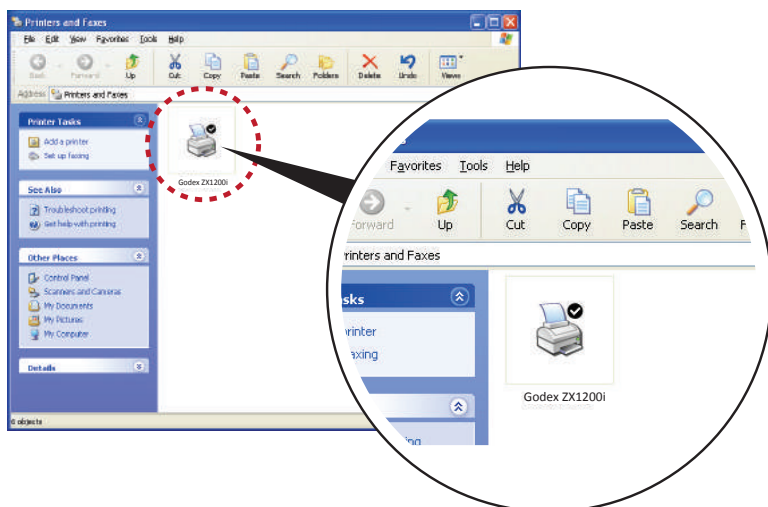 Printers and Faxes
File Edit View Favorites Tools Help
Back Forward Up Cut Copy Paste Search Folders Delete Undo Views
Address Printers and Faxes
Printer Tasks
Add a printer
Set up faxing
Godex ZX1200i
See Also
Troubleshoot printing
Get help with printing
Other Places
Control Panel
Scanners and Cameras
My Documents
My Pictures
My Computer
Details
objects
Favorites Tools Help
Forward Up Cut Copy Paste Search F
rinters and Faxes
sks
rinter
axing
Godex ZX1200i
ing